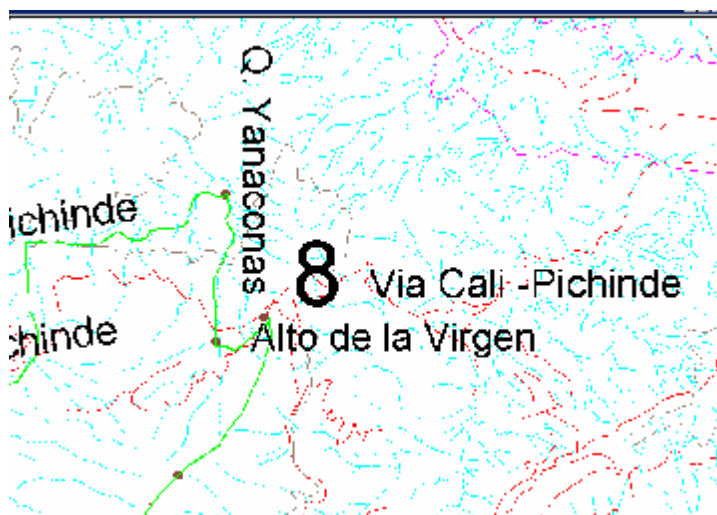 Q. Yanaconas
ichinde
8
Via Cali -Pichinde
chinde
Alto de la Virgen